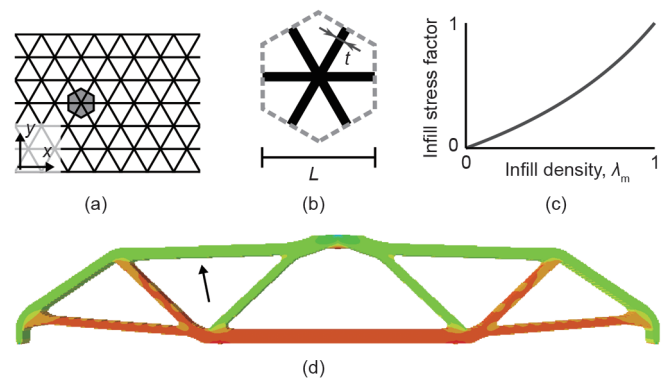 y
x
(a)
t
L
(b)
Infill stress factor
1
0
0
1
Infill density, λm
(c)
(d)